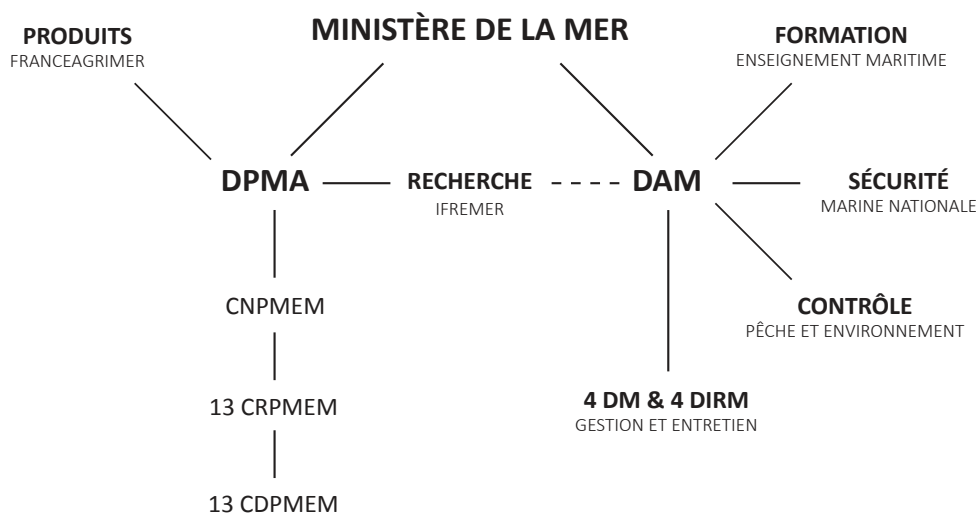 MINISTÈRE DE LA MER
PRODUITS
FRANCEAGRIMER
FORMATION
ENSEIGNEMENT MARITIME
DPMA
RECHERCHE
IFREMER
DAM
SÉCURITÉ
MARINE NATIONALE
CNPMEM
CONTRÔLE
PÊCHE ET ENVIRONNEMENT
13 CRPMEM
4 DM & 4 DIRM
GESTION ET ENTRETIEN
13 CDPMEM